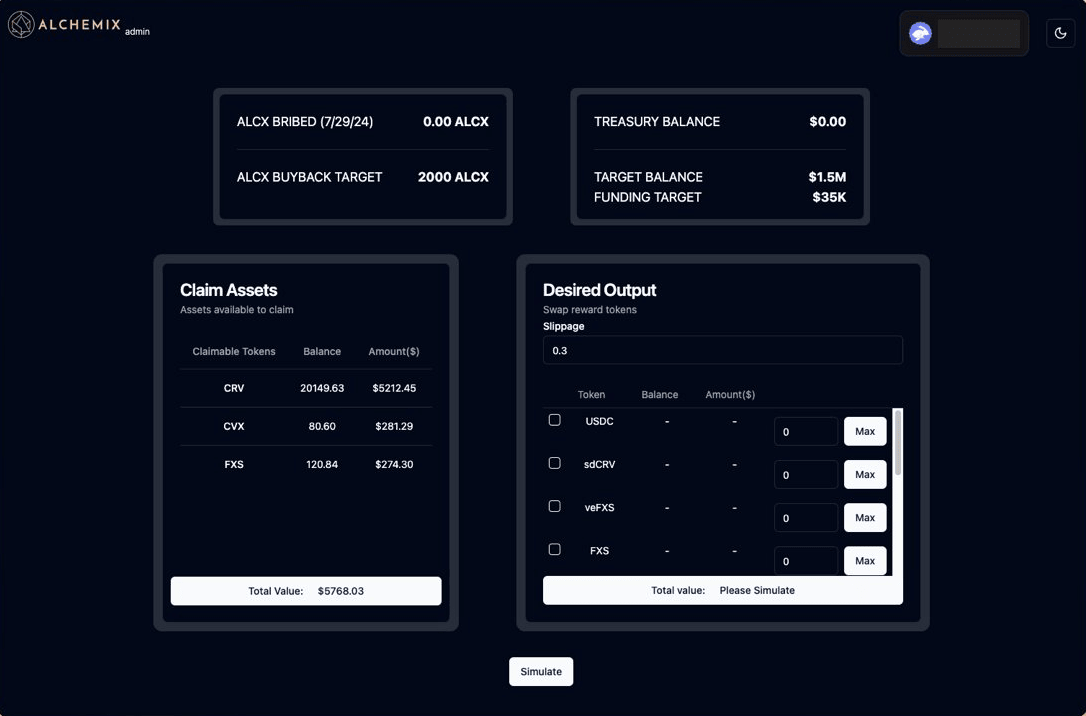 ALCHEMIX admin
ALCX BRIBED (7/29/24) 0.00 ALCX
ALCX BUYBACK TARGET 2000 ALCX
TREASURY BALANCE $0.00
TARGET BALANCE $1.5M
FUNDING TARGET $35K
Claim Assets
Assets available to claim
Claimable Tokens Balance Amount($)
CRV 20149.63 $5212.45
CVX 80.60 $281.29
FXS 120.84 $274.30
Total Value: $5768.03
Desired Output
Swap reward tokens
Slippage
0.3
Token Balance Amount($)
USDC - - 0 Max
sdCRV - - 0 Max
veFXS - - 0 Max
FXS - - 0 Max
Total value: Please Simulate
Simulate